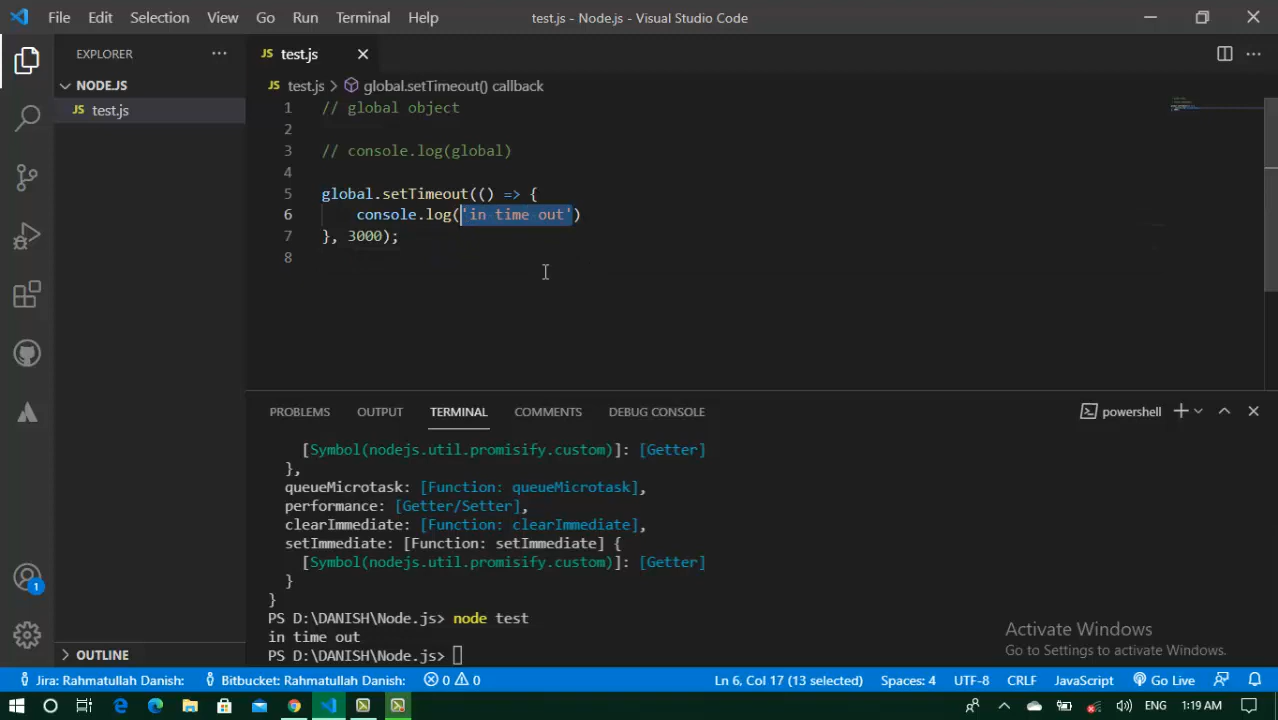 File Edit Selection View Go Run Terminal Help test.js - Node.js - Visual Studio Code
EXPLORER
NODE.JS
JS test.js
OUTLINE
JS test.js
JS test.js > global.setTimeout() callback
1 // global object
2
3 // console.log(global)
4
5 global.setTimeout(() => {
6 console.log('in time out')
7 }, 3000);
8
PROBLEMS OUTPUT TERMINAL COMMENTS DEBUG CONSOLE powershell
[Symbol(nodejs.util.promisify.custom)]: [Getter]
},
queueMicrotask: [Function: queueMicrotask],
performance: [Getter/Setter],
clearImmediate: [Function: clearImmediate],
setImmediate: [Function: setImmediate] {
[Symbol(nodejs.util.promisify.custom)]: [Getter]
}
}
PS D:\DANISH\Node.js> node test
in time out
PS D:\DANISH\Node.js>
Activate Windows
Go to Settings to activate Windows.
1
Jira: Rahmatullah Danish: Bitbucket: Rahmatullah Danish: 0 0 Ln 6, Col 17 (13 selected) Spaces: 4 UTF-8 CRLF JavaScript Go Live
ENG 1:19 AM